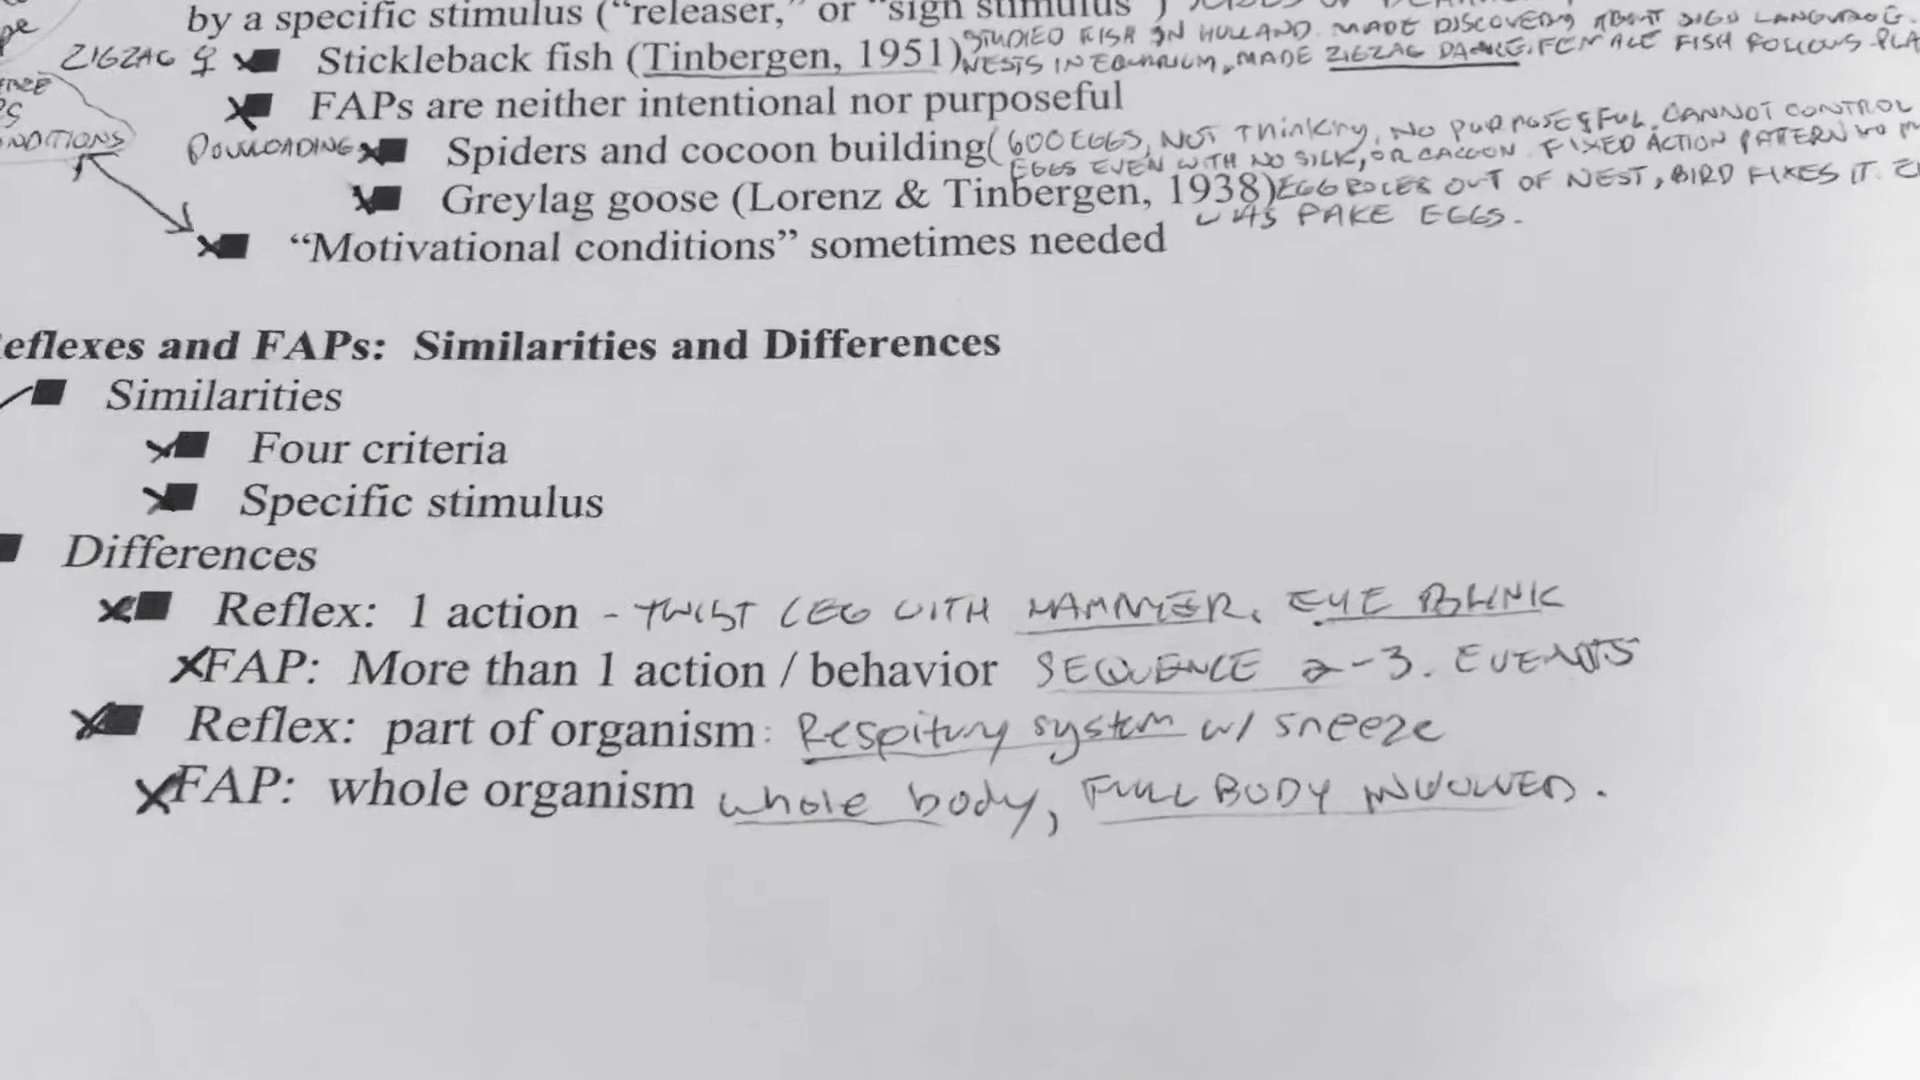 by a specific stimulus ("releaser," or "sign stimulus")
STUDIED FISH IN HOLLAND. MADE DISCOVERY ABOUT SIGN LANGUAGE.
ZIGZAG ♀ Stickleback fish (Tinbergen, 1951) NESTS IN EQUARIUM, MADE ZIGZAG DANCE. FEMALE FISH FOLLOWS
FAPs are neither intentional nor purposeful
NDITIONS
Spiders and cocoon building (600 EGGS, NOT Thinking, NO PURPOSEFUL. CANNOT CONTROL
EGGS EVEN WITH NO SILK, OR CACOON. FIXED ACTION PATTERN
Greylag goose (Lorenz & Tinbergen, 1938) EGG ROLES OUT OF NEST, BIRD FIXES IT.
FAKE EGGS.
"Motivational conditions" sometimes needed
eflexes and FAPs: Similarities and Differences
Similarities
Four criteria
Specific stimulus
Differences
Reflex: 1 action - TWIST LEG WITH HAMMER. EYE BLINK
FAP: More than 1 action / behavior SEQUENCE 2-3. EVENTS
Reflex: part of organism: Respitury system w/ sneeze
FAP: whole organism whole body, FULL BODY INVOLVED.